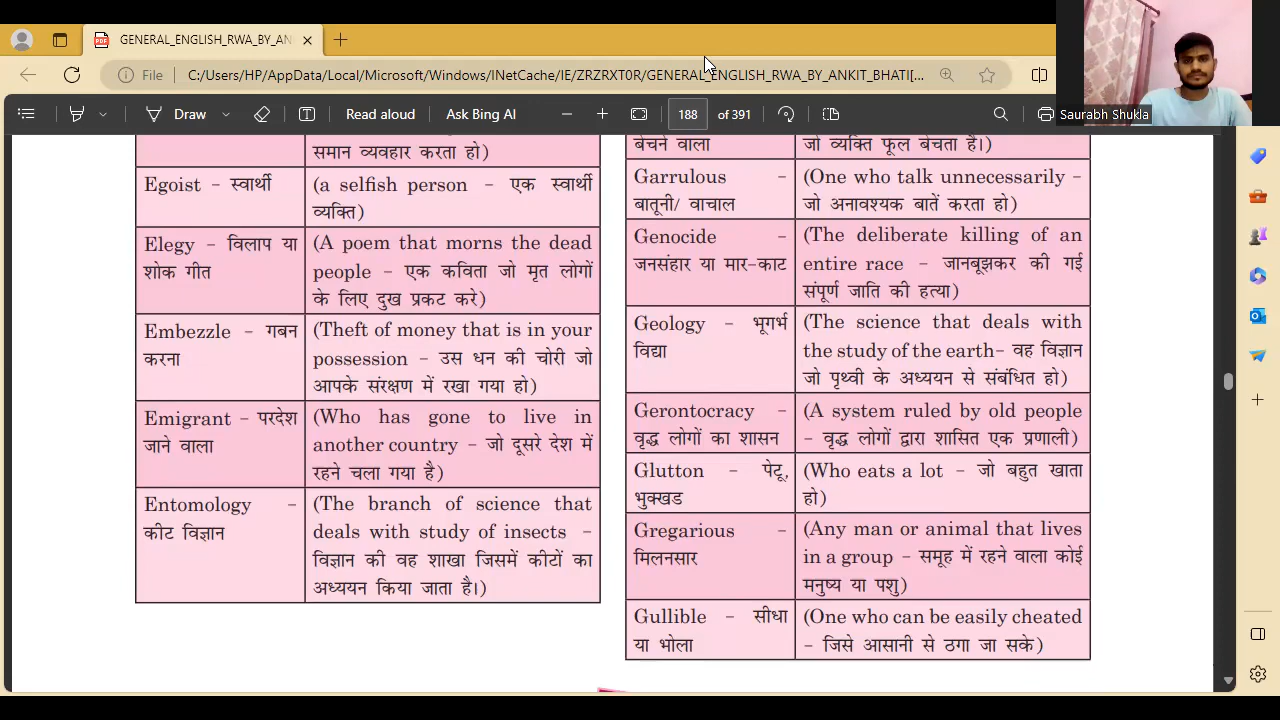 GENERAL_ENGLISH_RWA_BY_AN
File
C:/Users/HP/AppData/Local/Microsoft/Windows/INetCache/IE/ZRZRXT0R/GENERAL_ENGLISH_RWA_BY_ANKIT_BHATI[...
Draw
Read aloud
Ask Bing AI
188
of 391
Saurabh Shukla
समान व्यवहार करता हो)
Egoist – स्वार्थी
(a selfish person – एक स्वार्थी
व्यक्ति)
Elegy – विलाप या
शोक गीत
(A poem that morns the dead
people – एक कविता जो मृत लोगों
के लिए दुख प्रकट करे)
Embezzle – गबन
करना
(Theft of money that is in your
possession – उस धन की चोरी जो
आपके संरक्षण में रखा गया हो)
Emigrant – परदेश
जाने वाला
(Who has gone to live in
another country – जो दूसरे देश में
रहने चला गया है)
Entomology –
कीट विज्ञान
(The branch of science that
deals with study of insects –
विज्ञान की वह शाखा जिसमें कीटों का
अध्ययन किया जाता है।)
बेचने वाला
जो व्यक्ति फूल बेचता है।)
Garrulous –
बातूनी/ वाचाल
(One who talk unnecessarily –
जो अनावश्यक बातें करता हो)
Genocide –
जनसंहार या मार-काट
(The deliberate killing of an
entire race – जानबूझकर की गई
संपूर्ण जाति की हत्या)
Geology – भूगर्भ
विद्या
(The science that deals with
the study of the earth– वह विज्ञान
जो पृथ्वी के अध्ययन से संबंधित हो)
Gerontocracy –
वृद्ध लोगों का शासन
(A system ruled by old people
– वृद्ध लोगों द्वारा शासित एक प्रणाली)
Glutton – पेटू,
भुक्खड
(Who eats a lot – जो बहुत खाता
हो)
Gregarious –
मिलनसार
(Any man or animal that lives
in a group – समूह में रहने वाला कोई
मनुष्य या पशु)
Gullible – सीधा
या भोला
(One who can be easily cheated
– जिसे आसानी से ठगा जा सके)